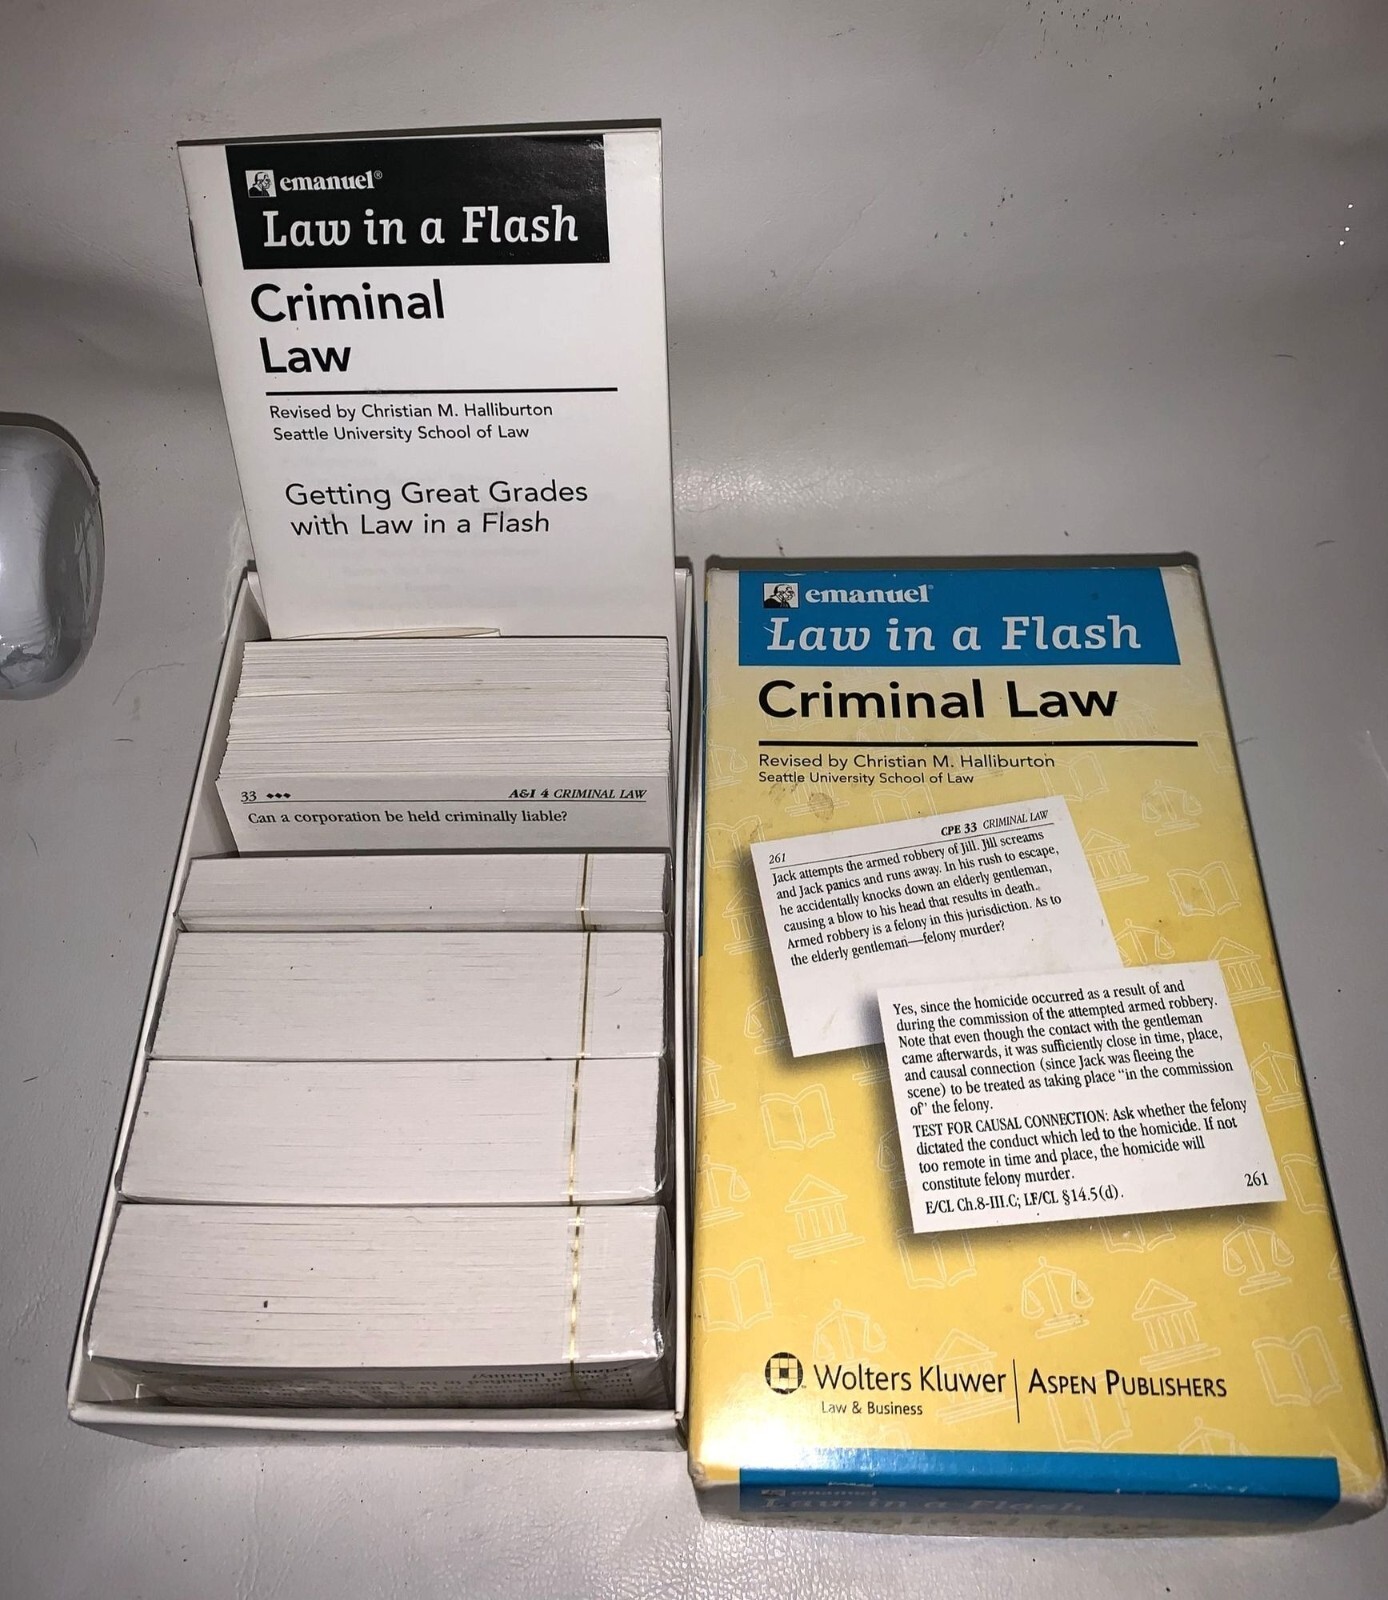 emanuel®
Law in a Flash
Criminal
Law
Revised by Christian M. Halliburton
Seattle University School of Law
Getting Great Grades
with Law in a Flash
33 ◆◆◆ A&I 4 CRIMINAL LAW
Can a corporation be held criminally liable?
emanuel®
Law in a Flash
Criminal Law
Revised by Christian M. Halliburton
Seattle University School of Law
261 CPE 33 CRIMINAL LAW
Jack attempts the armed robbery of Jill. Jill screams
and Jack panics and runs away. In his rush to escape,
he accidentally knocks down an elderly gentleman,
causing a blow to his head that results in death.
Armed robbery is a felony in this jurisdiction. As to
the elderly gentleman—felony murder?
Yes, since the homicide occurred as a result of and
during the commission of the attempted armed robbery.
Note that even though the contact with the gentleman
came afterwards, it was sufficiently close in time, place,
and causal connection (since Jack was fleeing the
scene) to be treated as taking place "in the commission
of" the felony.
TEST FOR CAUSAL CONNECTION: Ask whether the felony
dictated the conduct which led to the homicide. If not
too remote in time and place, the homicide will
constitute felony murder.
E/CL Ch.8-III.C; LF/CL §14.5(d).
261
Wolters Kluwer | ASPEN PUBLISHERS
Law & Business
emanuel
Law in a Flash